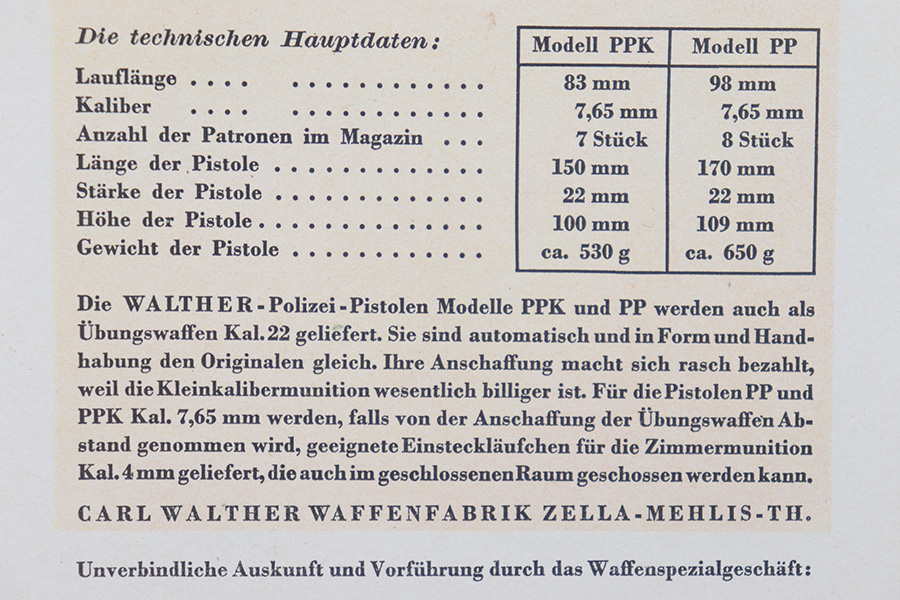 Die technischen Hauptdaten: Modell PPK Modell PP
Lauflänge . . . . . . . . . . . . . . . . 83 mm 98 mm
Kaliber . . . . . . . . . . . . . . . . 7,65 mm 7,65 mm
Anzahl der Patronen im Magazin . . . 7 Stück 8 Stück
Länge der Pistole . . . . . . . . . . . . . 150 mm 170 mm
Stärke der Pistole . . . . . . . . . . . . . 22 mm 22 mm
Höhe der Pistole . . . . . . . . . . . . . . 100 mm 109 mm
Gewicht der Pistole . . . . . . . . . . . . ca. 530 g ca. 650 g
Die WALTHER-Polizei-Pistolen Modelle PPK und PP werden auch als
Übungswaffen Kal. 22 geliefert. Sie sind automatisch und in Form und Hand-
habung den Originalen gleich. Ihre Anschaffung macht sich rasch bezahlt,
weil die Kleinkalibermunition wesentlich billiger ist. Für die Pistolen PP und
PPK Kal. 7,65 mm werden, falls von der Anschaffung der Übungswaffen Ab-
stand genommen wird, geeignete Einsteckläufchen für die Zimmermunition
Kal. 4 mm geliefert, die auch im geschlossenen Raum geschossen werden kann.
CARL WALTHER WAFFENFABRIK ZELLA-MEHLIS-TH.
Unverbindliche Auskunft und Vorführung durch das Waffenspezialgeschäft: